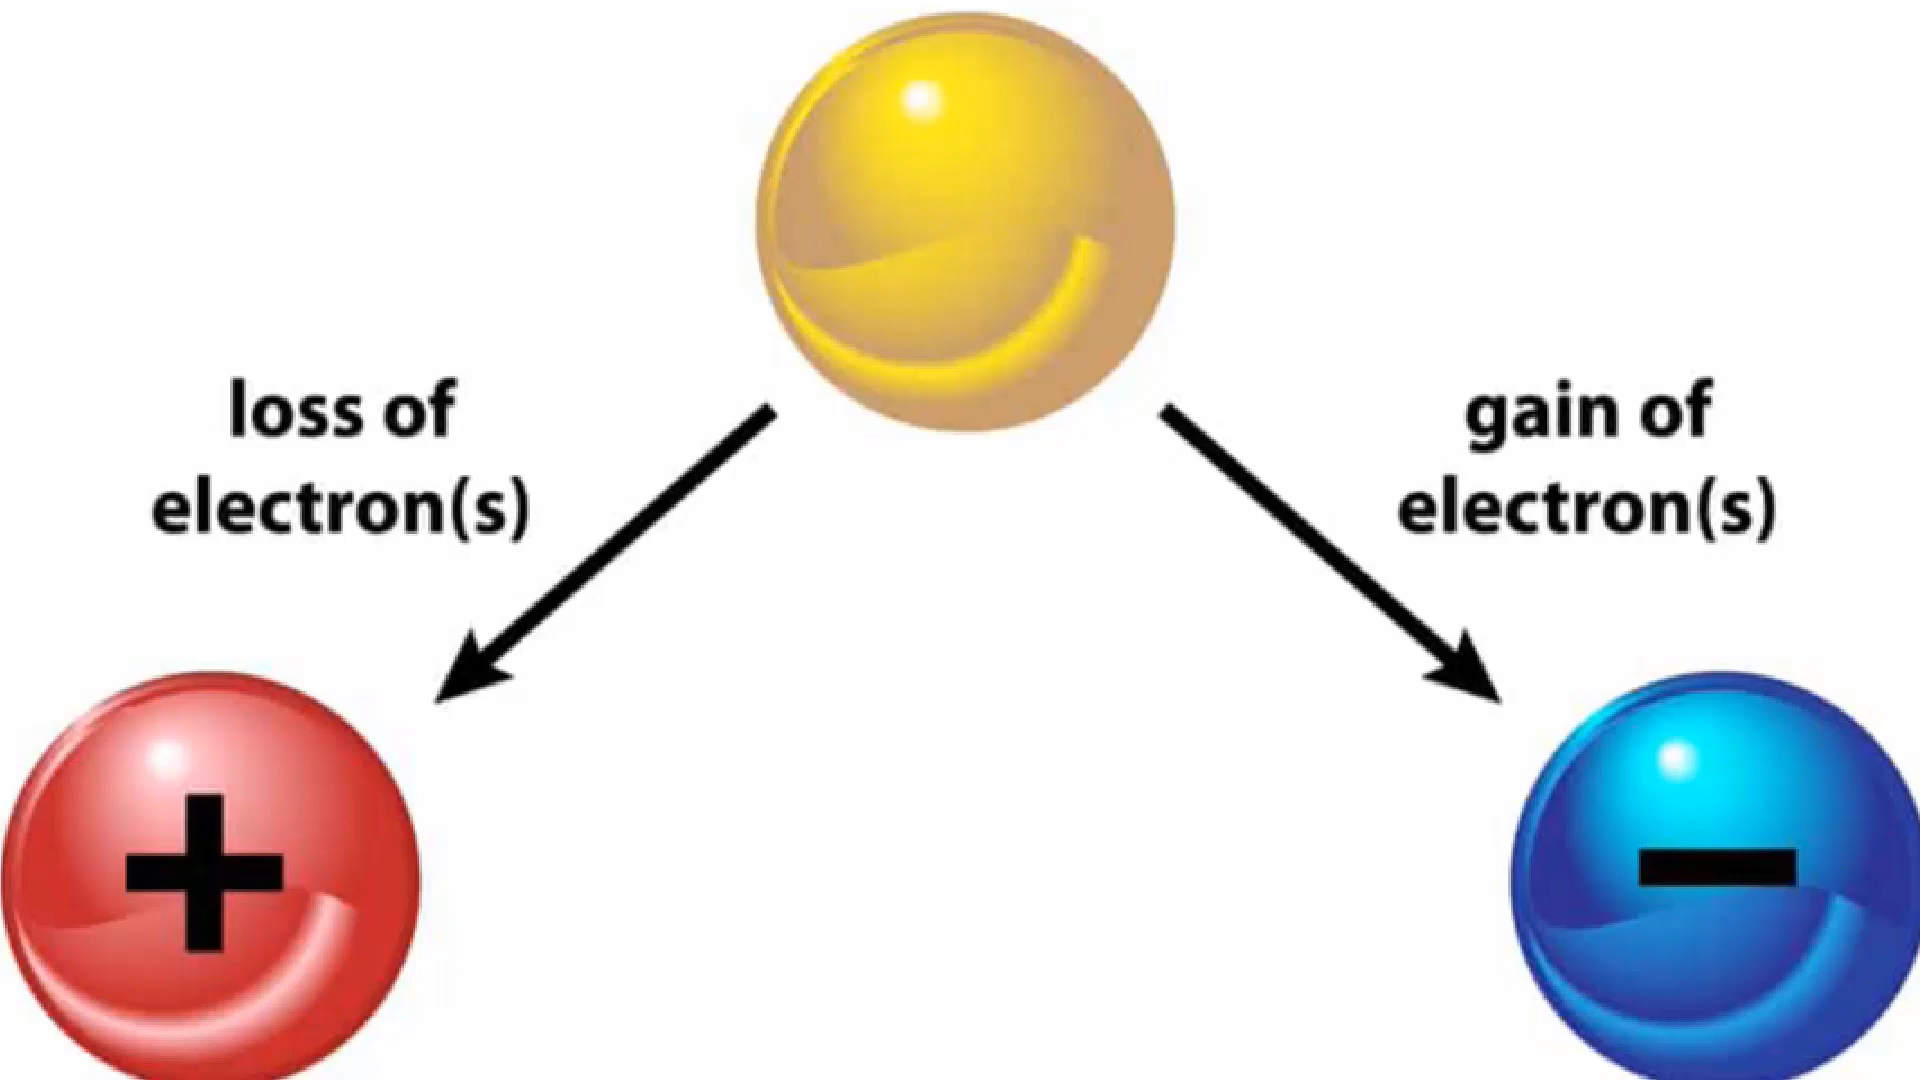 loss of
electron(s)
gain of
electron(s)
+
−